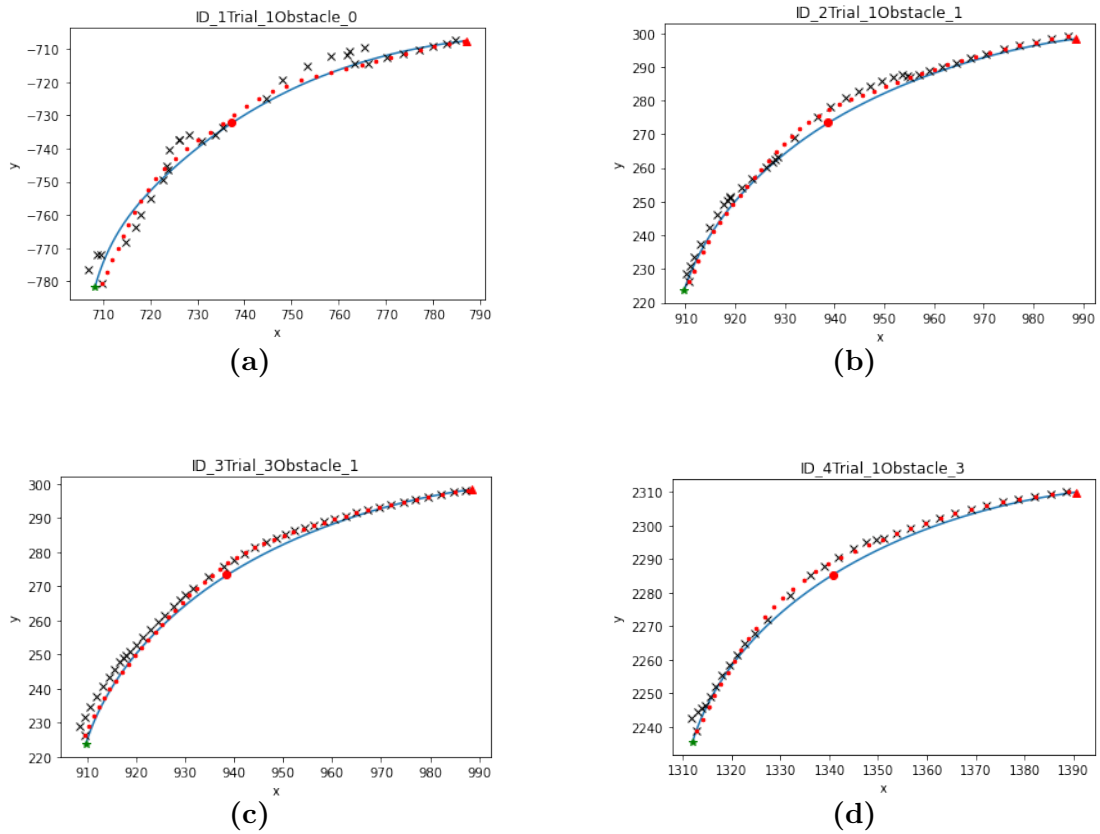 ID_1Trial_1Obstacle_0
−710
−720
−730
−740
−750
−760
−770
−780
y
710 720 730 740 750 760 770 780 790
x
(a)
ID_2Trial_1Obstacle_1
300
290
280
270
260
250
240
230
220
y
910 920 930 940 950 960 970 980 990
x
(b)
ID_3Trial_3Obstacle_1
300
290
280
270
260
250
240
230
220
y
910 920 930 940 950 960 970 980 990
x
(c)
ID_4Trial_1Obstacle_3
2310
2300
2290
2280
2270
2260
2250
2240
y
1310 1320 1330 1340 1350 1360 1370 1380 1390
x
(d)